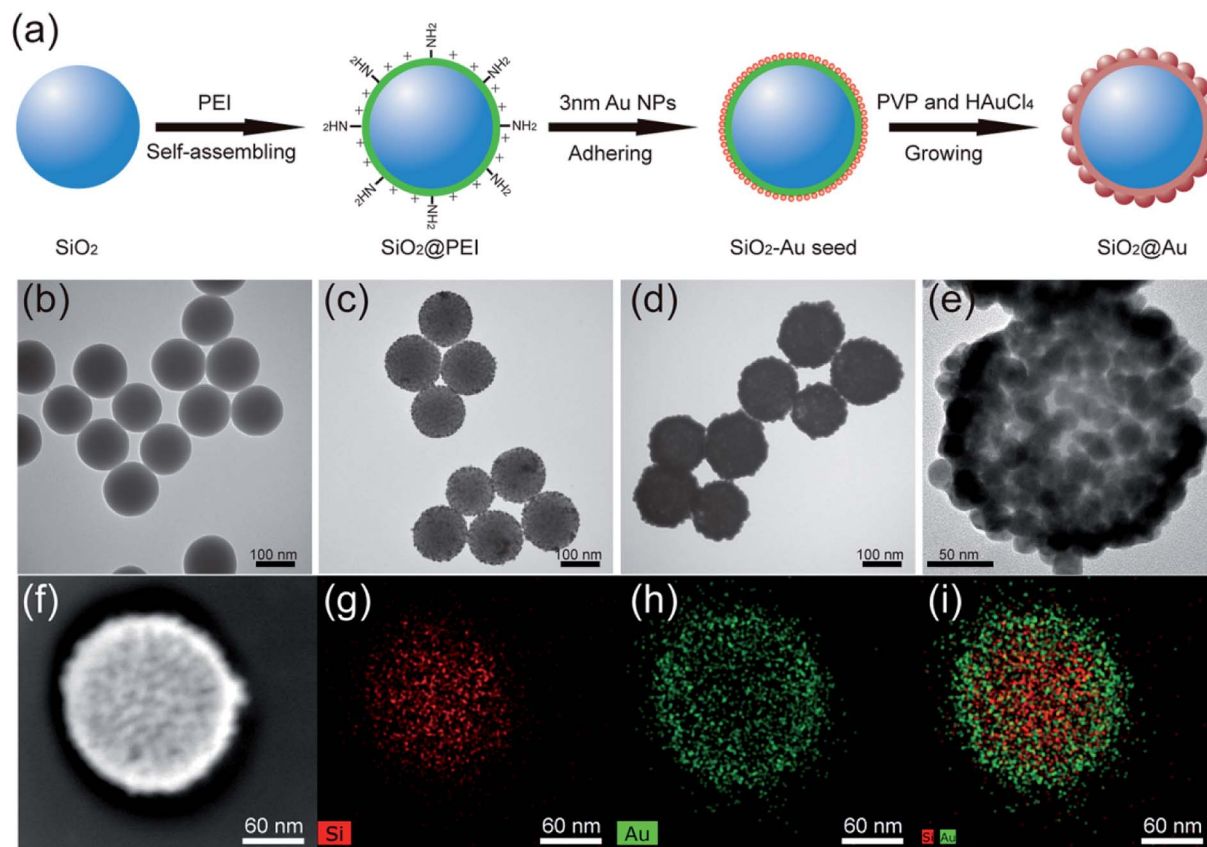 (a)
PEI
Self-assembling
3nm Au NPs
Adhering
PVP and HAuCl₄
Growing
NH₂
NH₂
NH₂
NH₂
NH₂
₂HN
₂HN
₂HN
SiO₂
SiO₂@PEI
SiO₂-Au seed
SiO₂@Au
(b)
100 nm
(c)
100 nm
(d)
100 nm
(e)
50 nm
(f)
60 nm
(g)
Si
60 nm
(h)
Au
60 nm
(i)
Si Au
60 nm